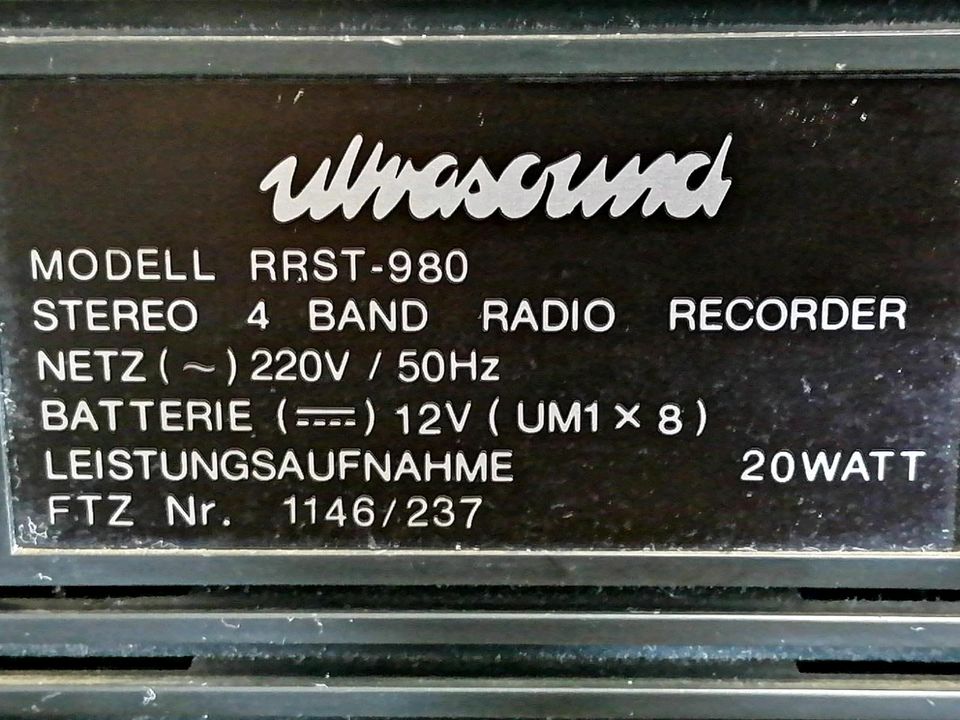 ultrasound
MODELL RRST-980
STEREO 4 BAND RADIO RECORDER
NETZ (~) 220V / 50Hz
BATTERIE (⎓) 12V (UM1 × 8)
LEISTUNGSAUFNAHME 20WATT
FTZ Nr. 1146/237